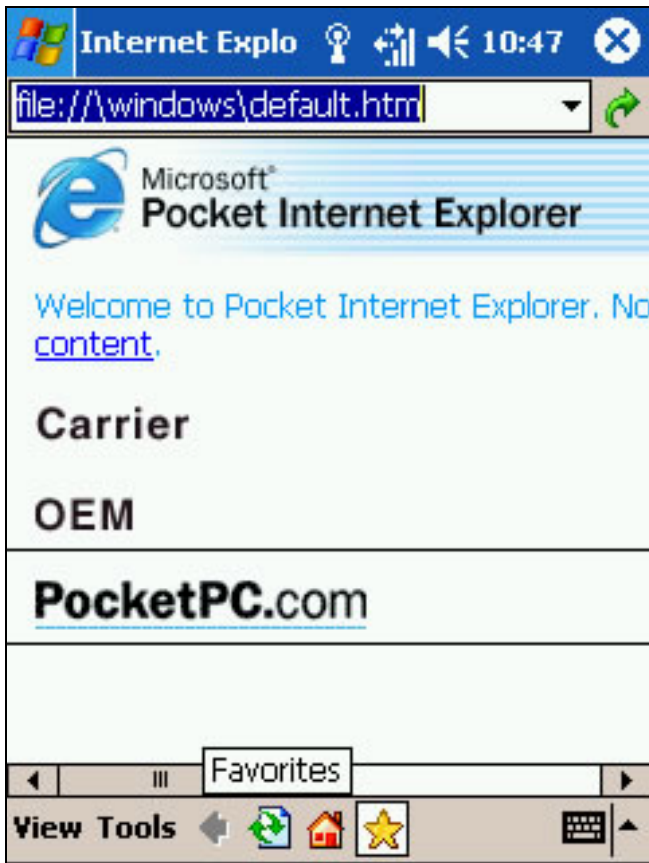 Internet Explo 10:47
file://\windows\default.htm
Microsoft®
Pocket Internet Explorer
Welcome to Pocket Internet Explorer. No
content.
Carrier
OEM
PocketPC.com
Favorites
View Tools